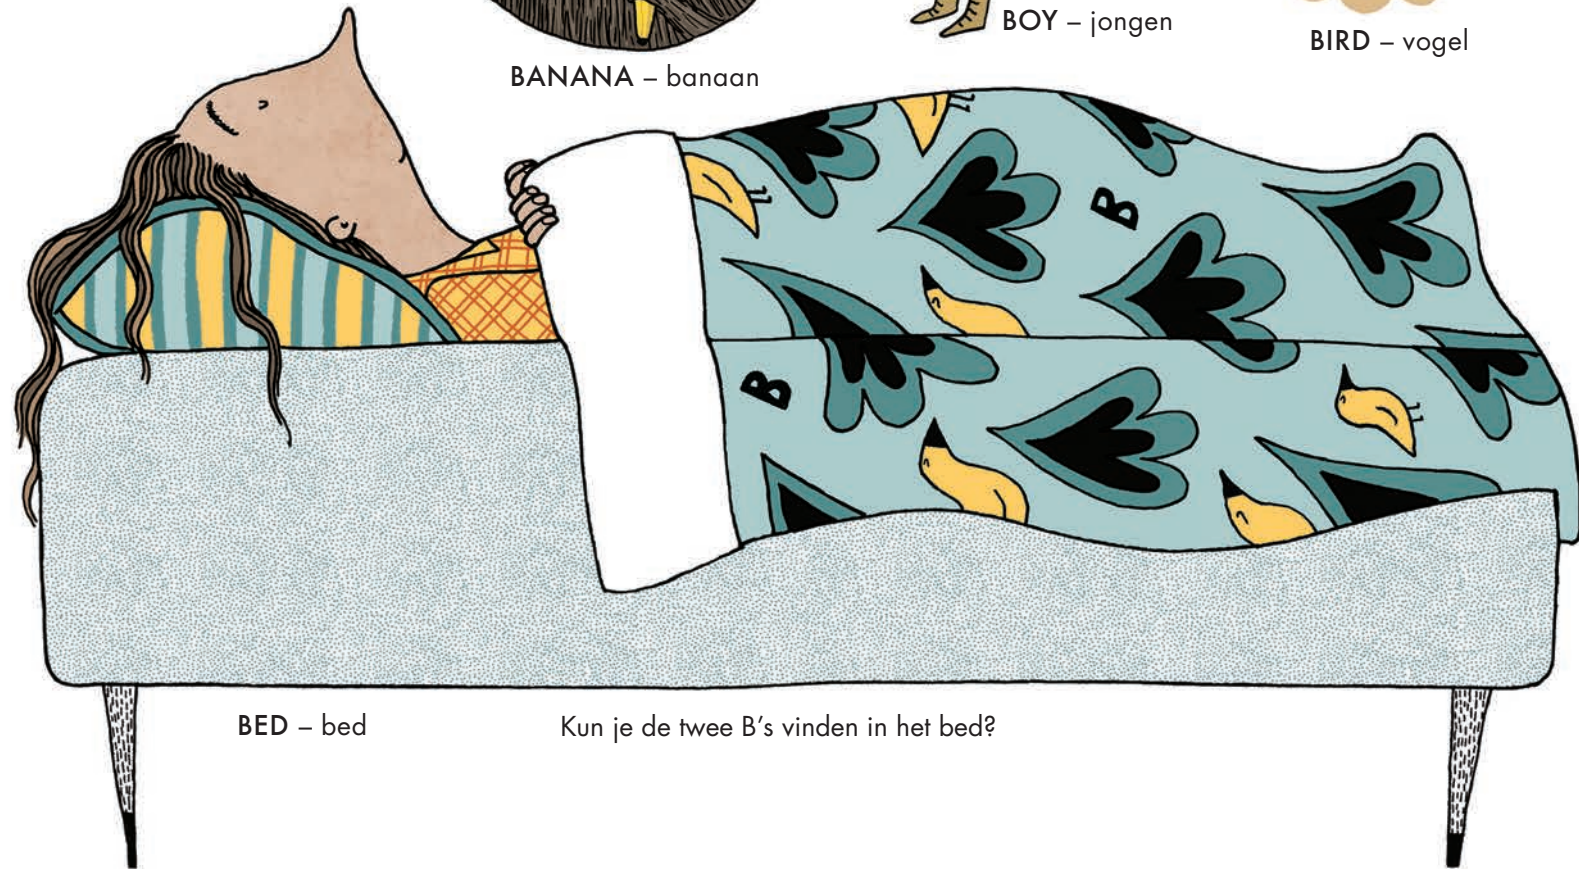 BOY – jongen
BIRD – vogel
BANANA – banaan
B
B
BED – bed
Kun je de twee B's vinden in het bed?